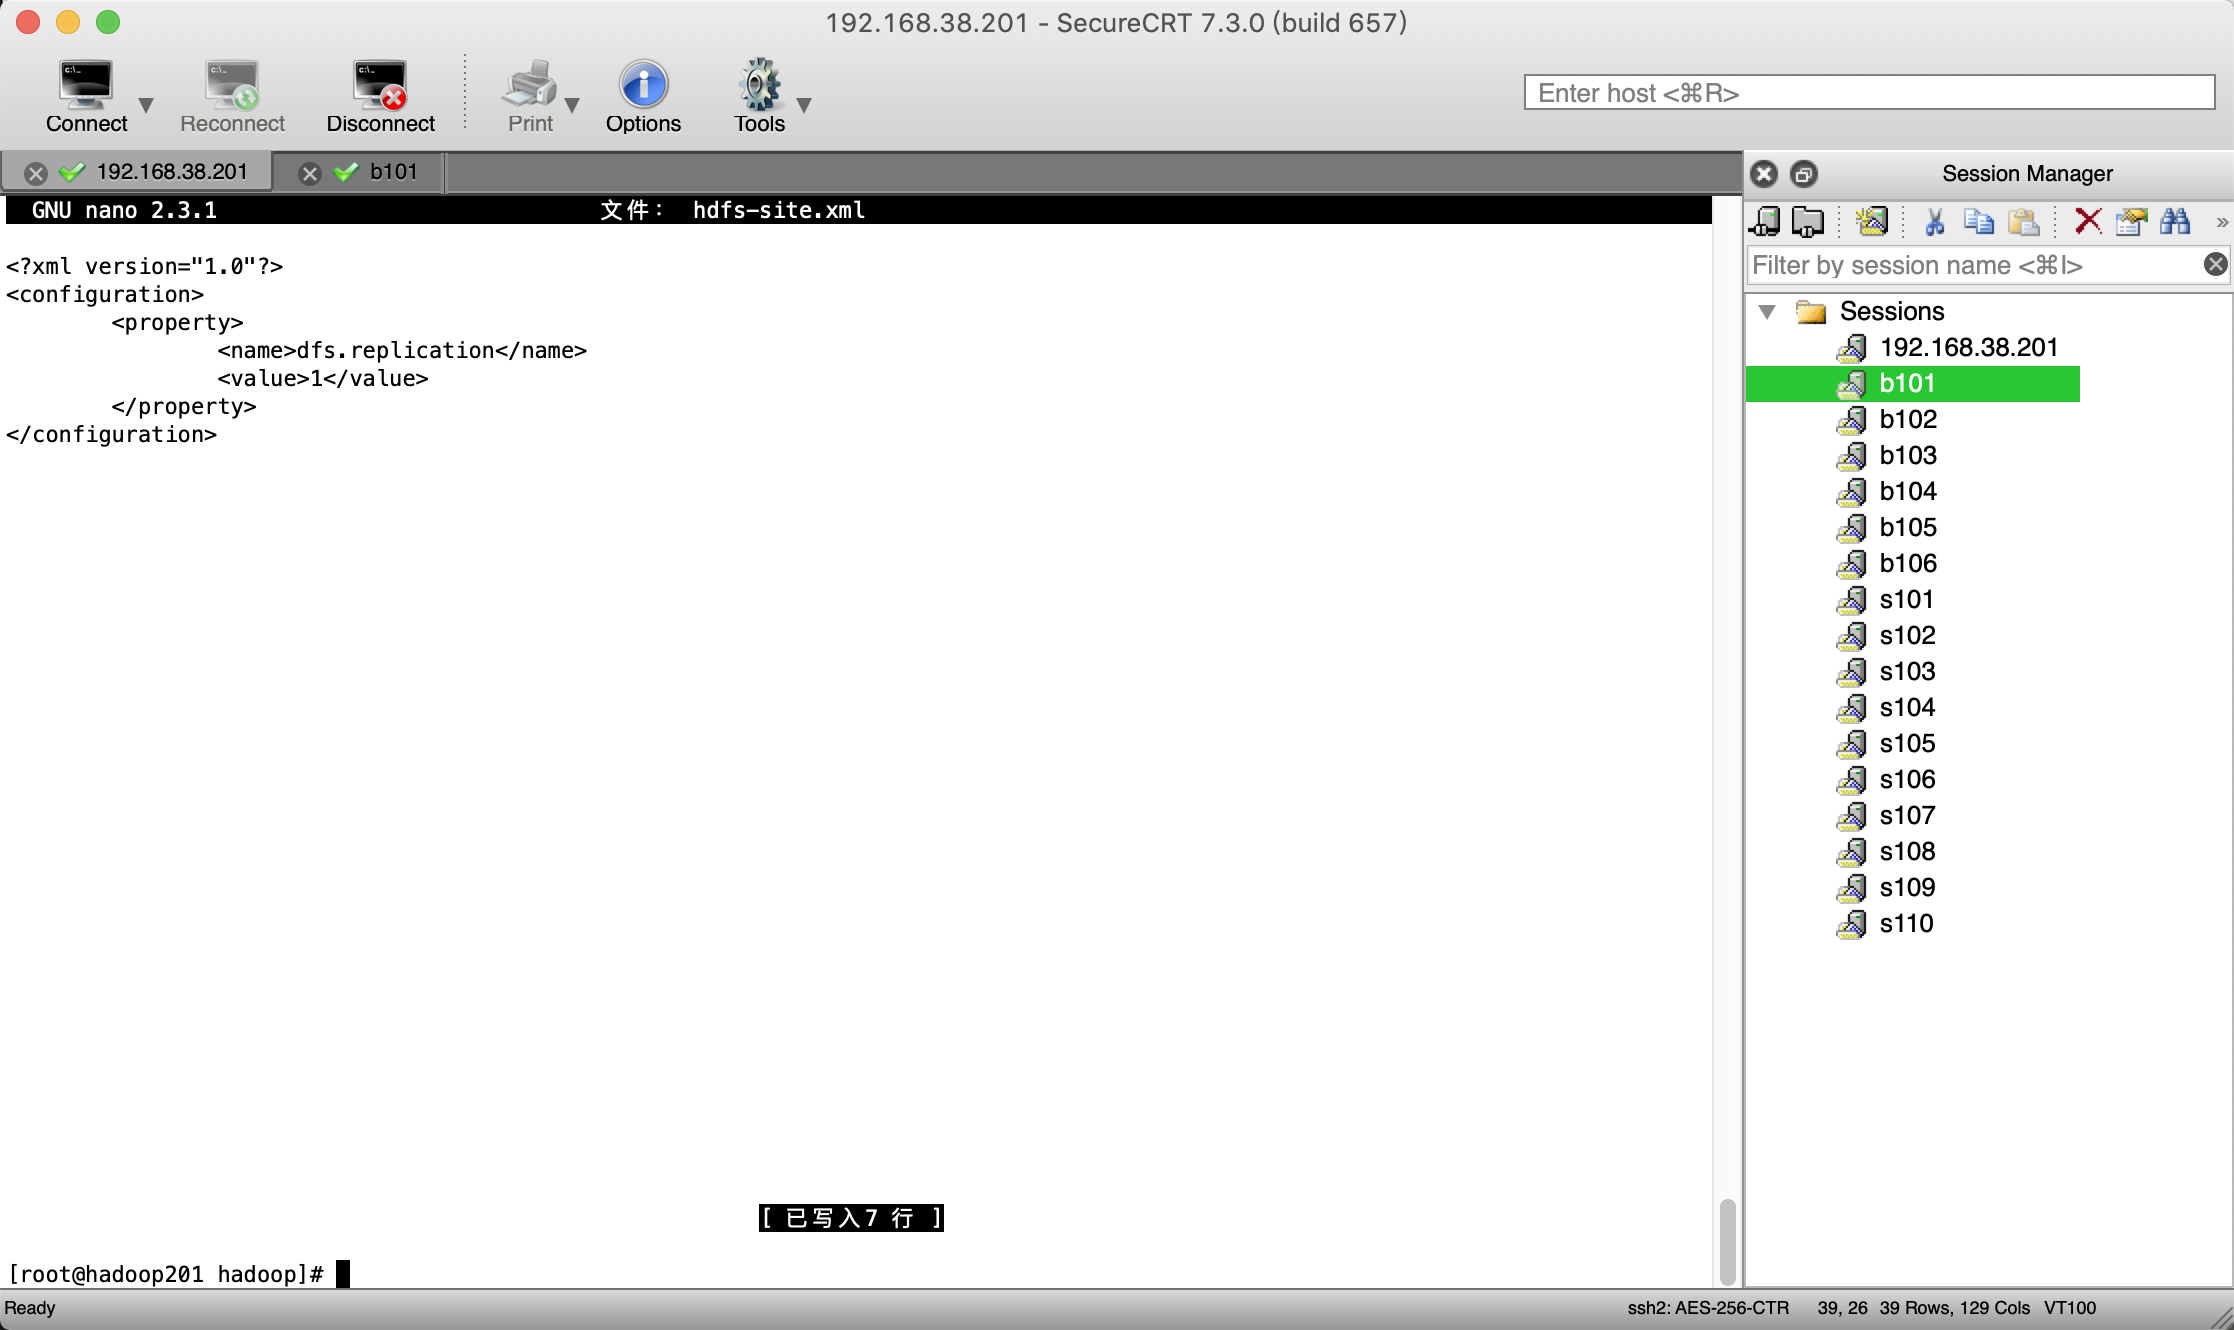 192.168.38.201 - SecureCRT 7.3.0 (build 657)
Connect
Reconnect
Disconnect
Print
Options
Tools
Enter host <⌘R>
192.168.38.201
b101
GNU nano 2.3.1 文件： hdfs-site.xml
<?xml version="1.0"?>
<configuration>
<property>
<name>dfs.replication</name>
<value>1</value>
</property>
</configuration>
[ 已写入7 行 ]
[root@hadoop201 hadoop]#
Session Manager
»
Filter by session name <⌘I>
Sessions
192.168.38.201
b101
b102
b103
b104
b105
b106
s101
s102
s103
s104
s105
s106
s107
s108
s109
s110
Ready
ssh2: AES-256-CTR 39, 26 39 Rows, 129 Cols VT100